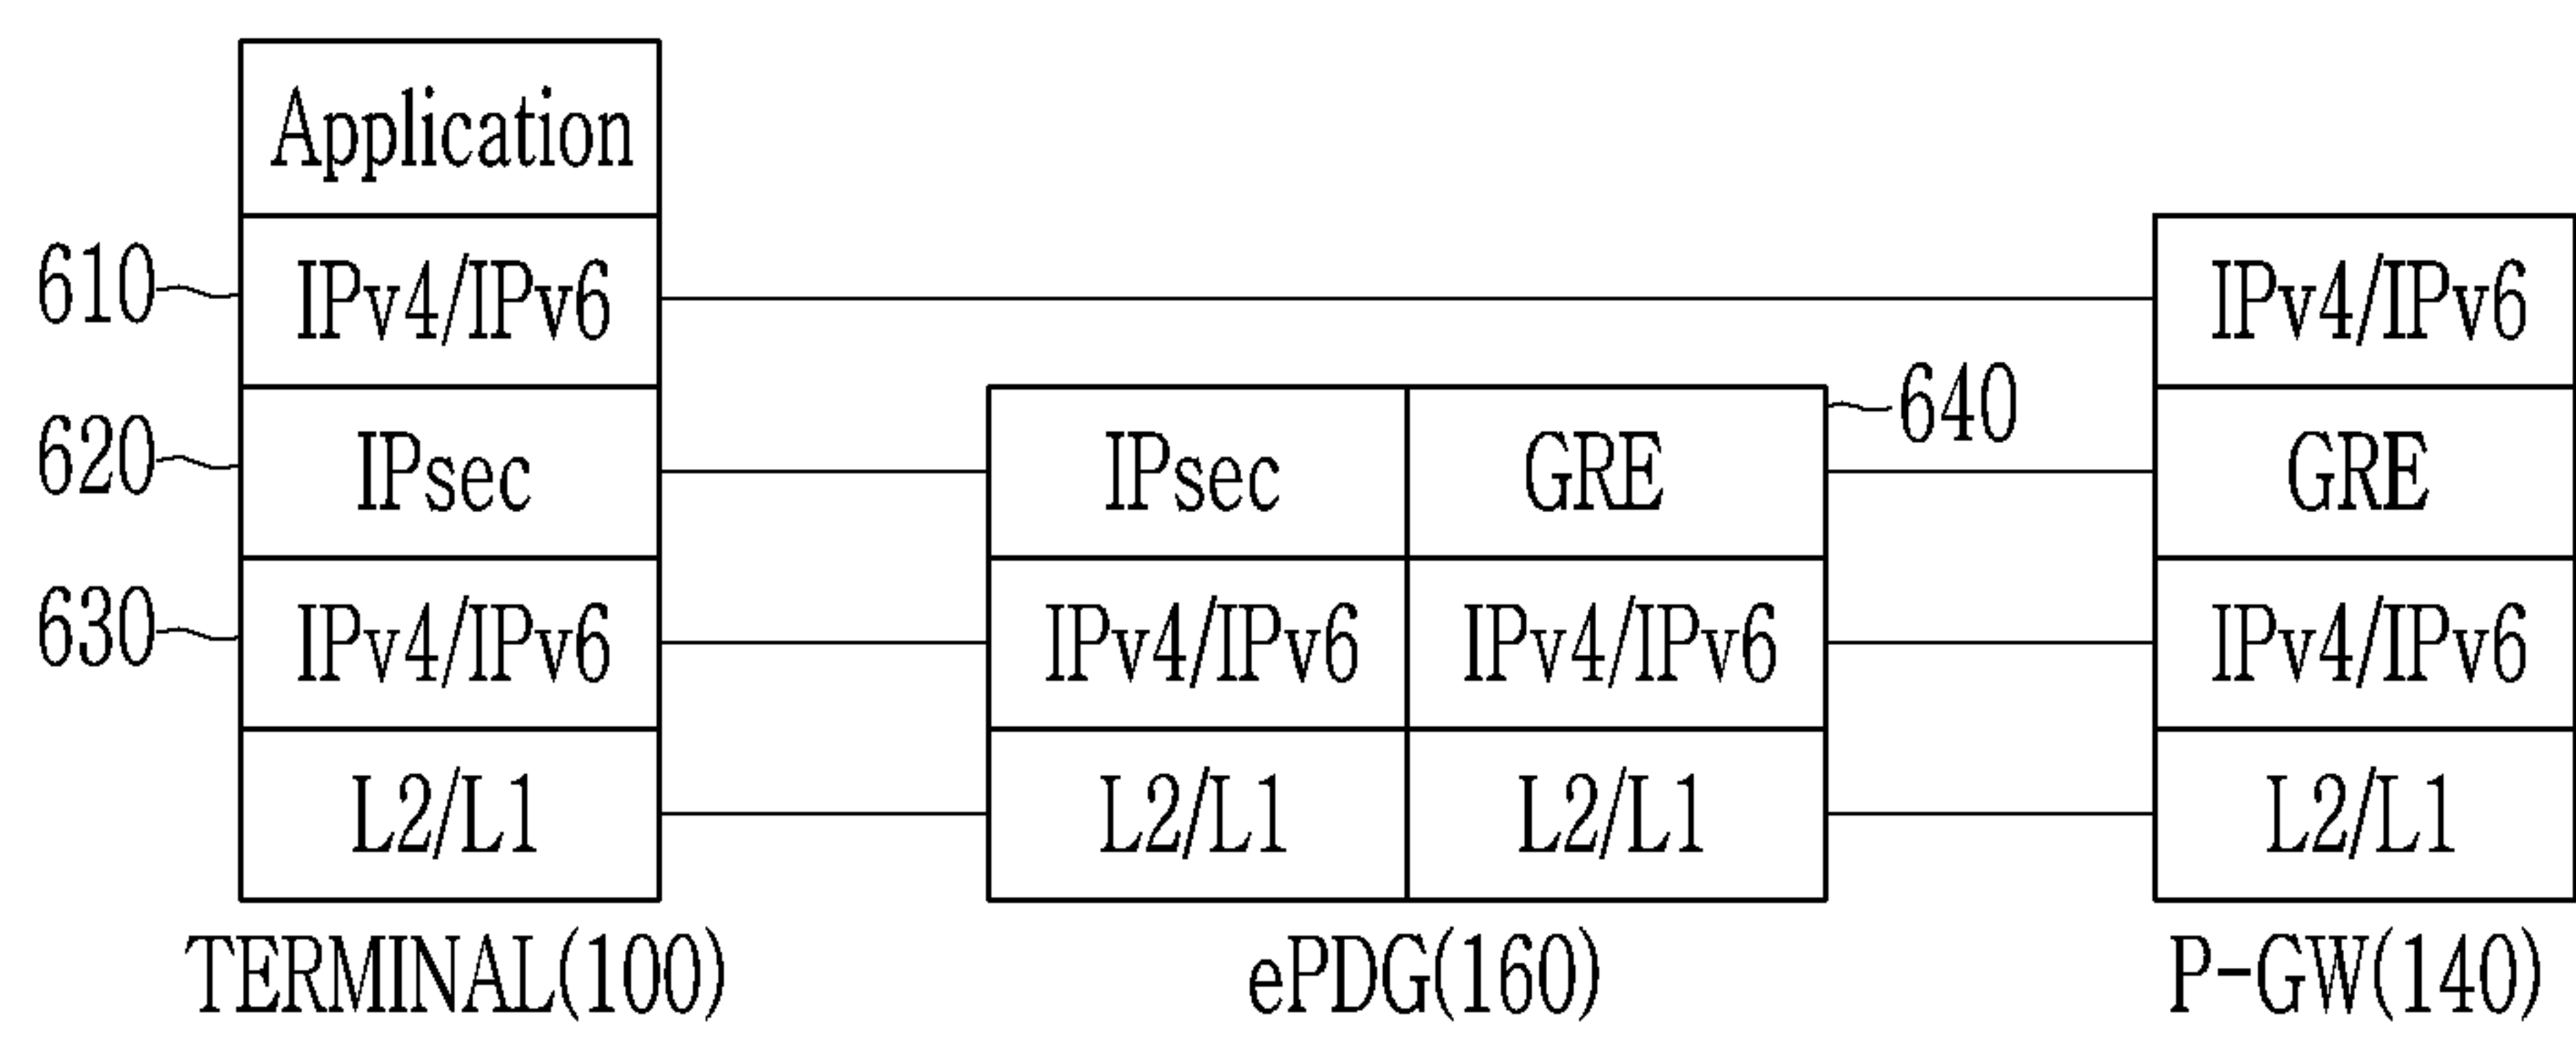 Application
610 IPv4/IPv6 IPv4/IPv6
640
620 IPsec IPsec GRE GRE
630 IPv4/IPv6 IPv4/IPv6 IPv4/IPv6 IPv4/IPv6
L2/L1 L2/L1 L2/L1 L2/L1
TERMINAL(100) ePDG(160) P-GW(140)